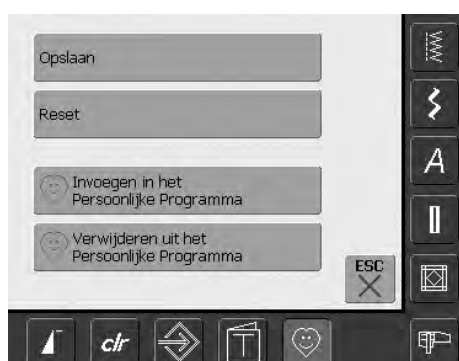 Opslaan
Reset
Invoegen in het
Persoonlijke Programma
Verwijderen uit het
Persoonlijke Programma
ESC
A
clr